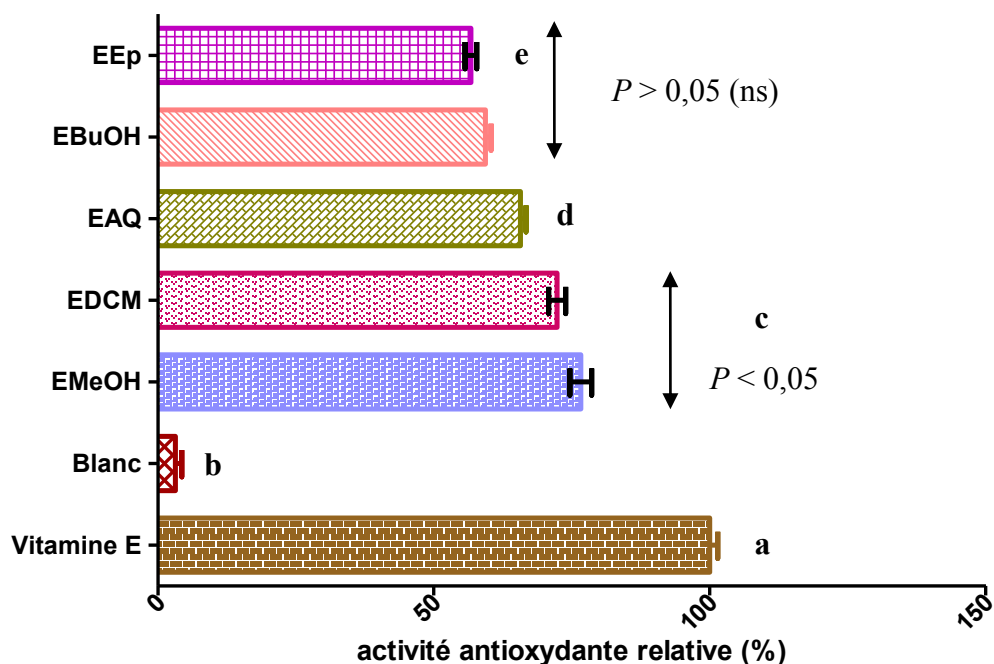 EEp
e
P > 0,05 (ns)
EBuOH
EAQ
d
EDCM
c
EMeOH
P < 0,05
Blanc
b
Vitamine E
a
0
50
100
150
activité antioxydante relative (%)